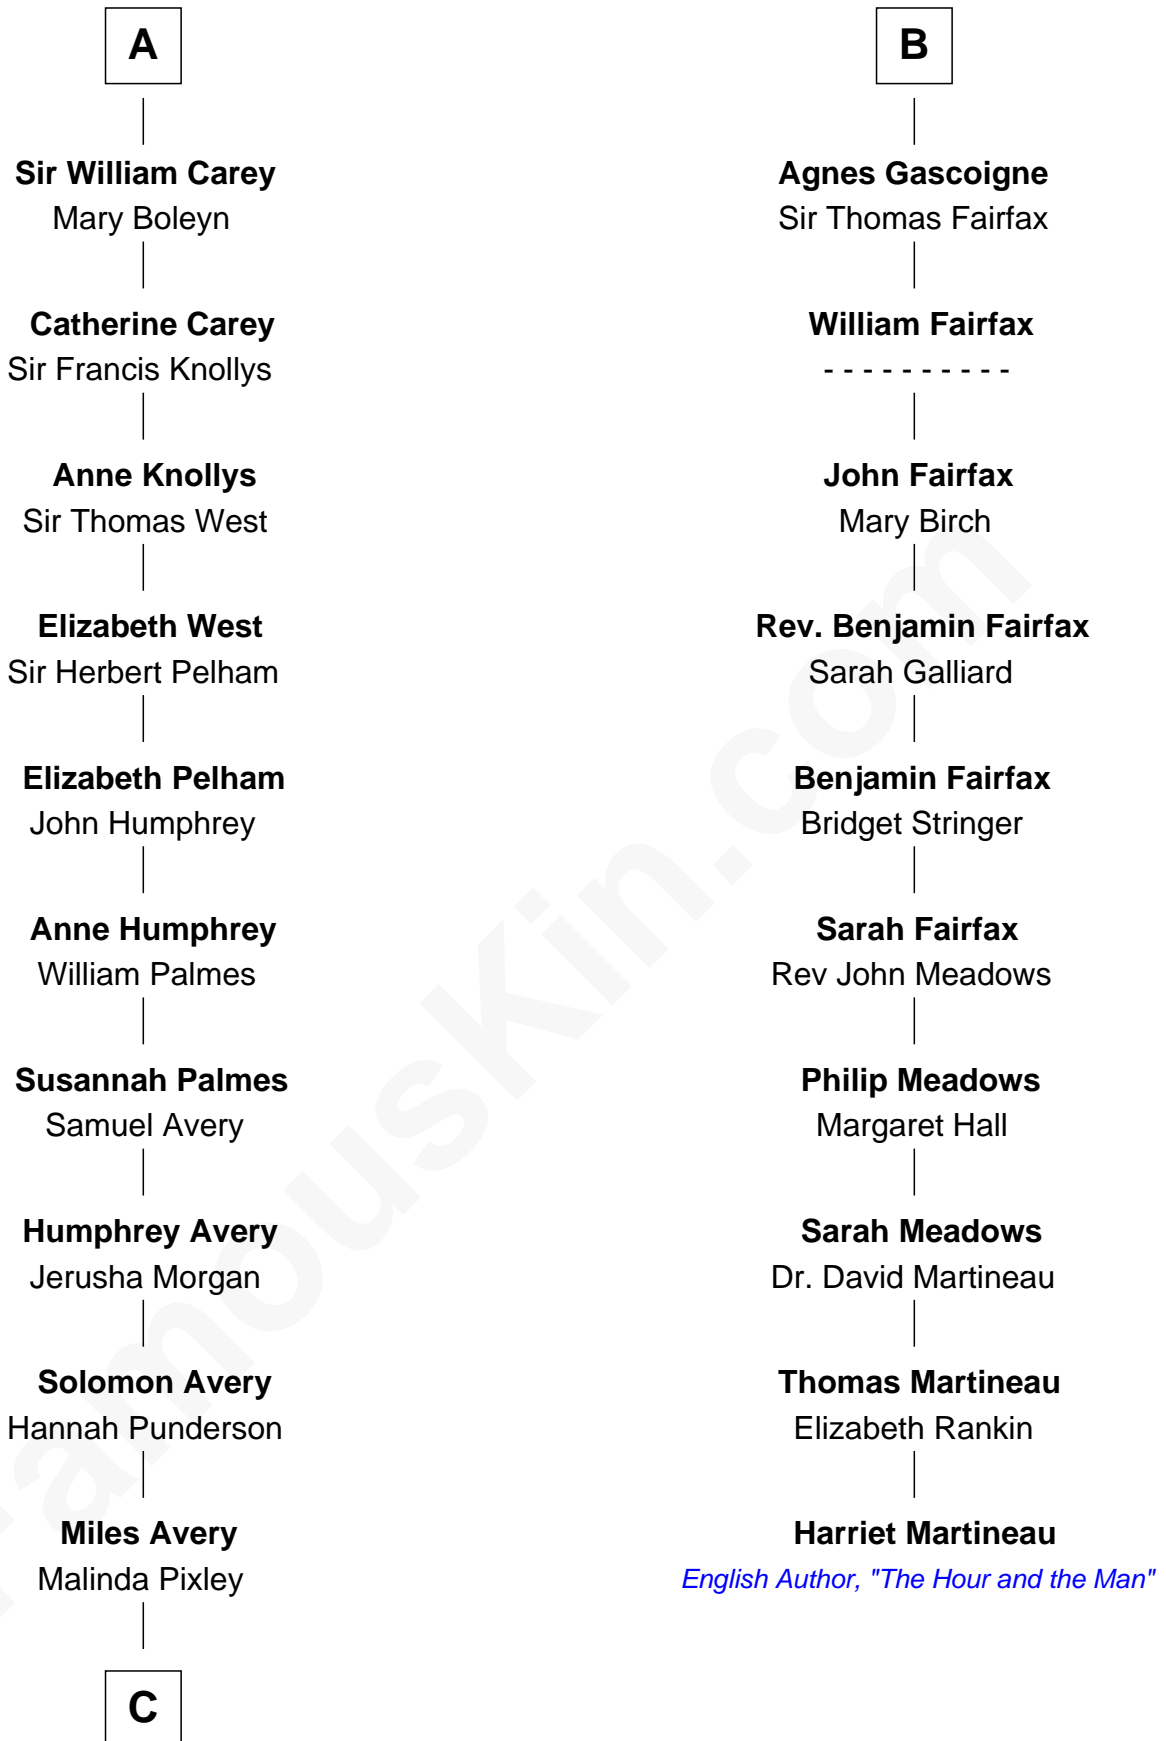 A
Sir William Carey
Mary Boleyn
Catherine Carey
Sir Francis Knollys
Anne Knollys
Sir Thomas West
Elizabeth West
Sir Herbert Pelham
Elizabeth Pelham
John Humphrey
Anne Humphrey
William Palmes
Susannah Palmes
Samuel Avery
Humphrey Avery
Jerusha Morgan
Solomon Avery
Hannah Punderson
Miles Avery
Malinda Pixley
C
B
Agnes Gascoigne
Sir Thomas Fairfax
William Fairfax
- - - - - - - - - -
John Fairfax
Mary Birch
Rev. Benjamin Fairfax
Sarah Galliard
Benjamin Fairfax
Bridget Stringer
Sarah Fairfax
Rev John Meadows
Philip Meadows
Margaret Hall
Sarah Meadows
Dr. David Martineau
Thomas Martineau
Elizabeth Rankin
Harriet Martineau
English Author, "The Hour and the Man"
FamousKin.com